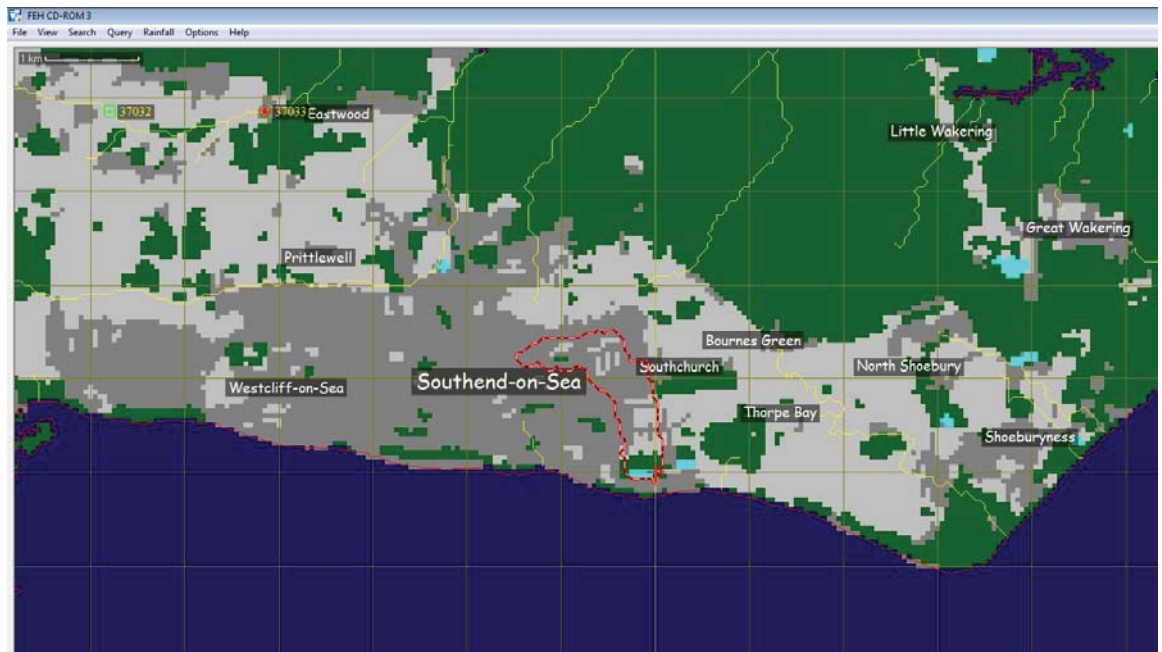 FEH CD-ROM 3
File View Search Query Rainfall Options Help
1 km
37032
37033
Eastwood
Little Wakering
Great Wakering
Prittlewell
Bournes Green
Southchurch
North Shoebury
Westcliff-on-Sea
Southend-on-Sea
Thorpe Bay
Shoeburyness